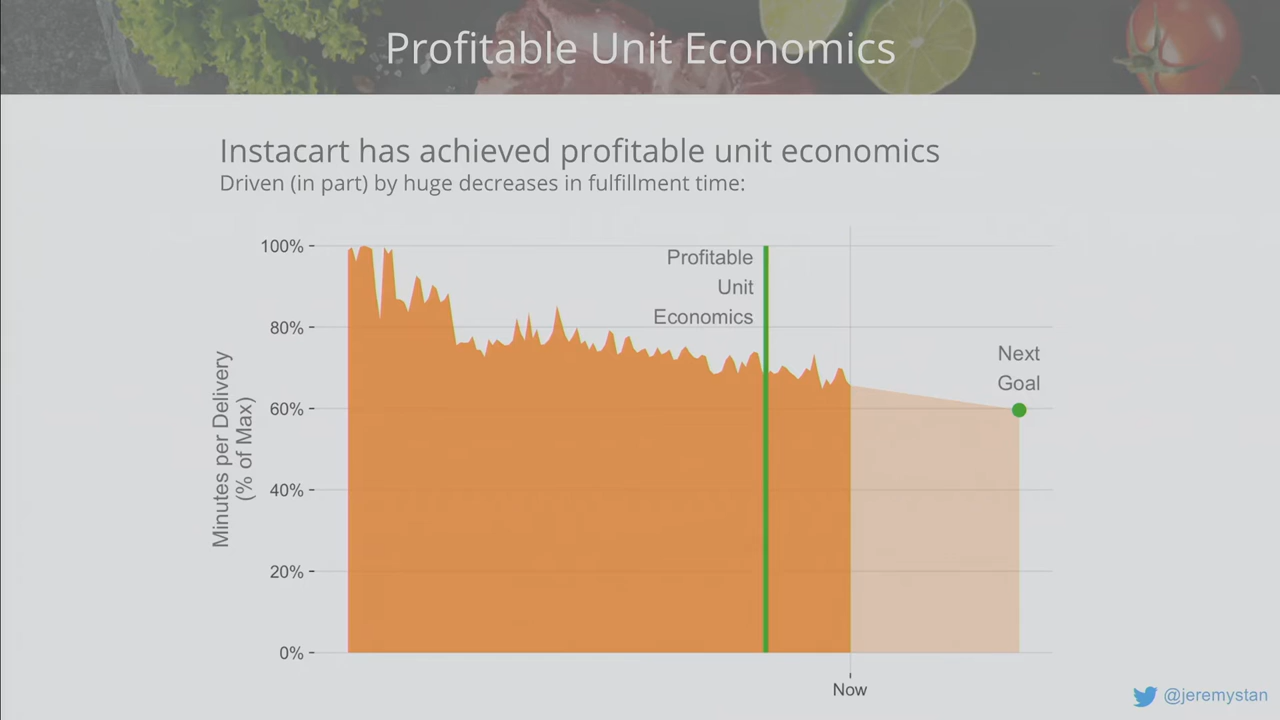 Profitable Unit Economics
Instacart has achieved profitable unit economics
Driven (in part) by huge decreases in fulfillment time:
Minutes per Delivery
(% of Max)
100%
80%
60%
40%
20%
0%
Profitable
Unit
Economics
Next
Goal
Now
@jeremystan